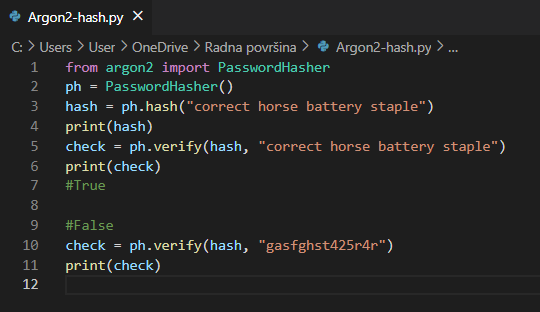 Argon2-hash.py ×
C: > Users > User > OneDrive > Radna površina > Argon2-hash.py > ...
1 from argon2 import PasswordHasher
2 ph = PasswordHasher()
3 hash = ph.hash("correct horse battery staple")
4 print(hash)
5 check = ph.verify(hash, "correct horse battery staple")
6 print(check)
7 #True
8
9 #False
10 check = ph.verify(hash, "gasfghst425r4r")
11 print(check)
12